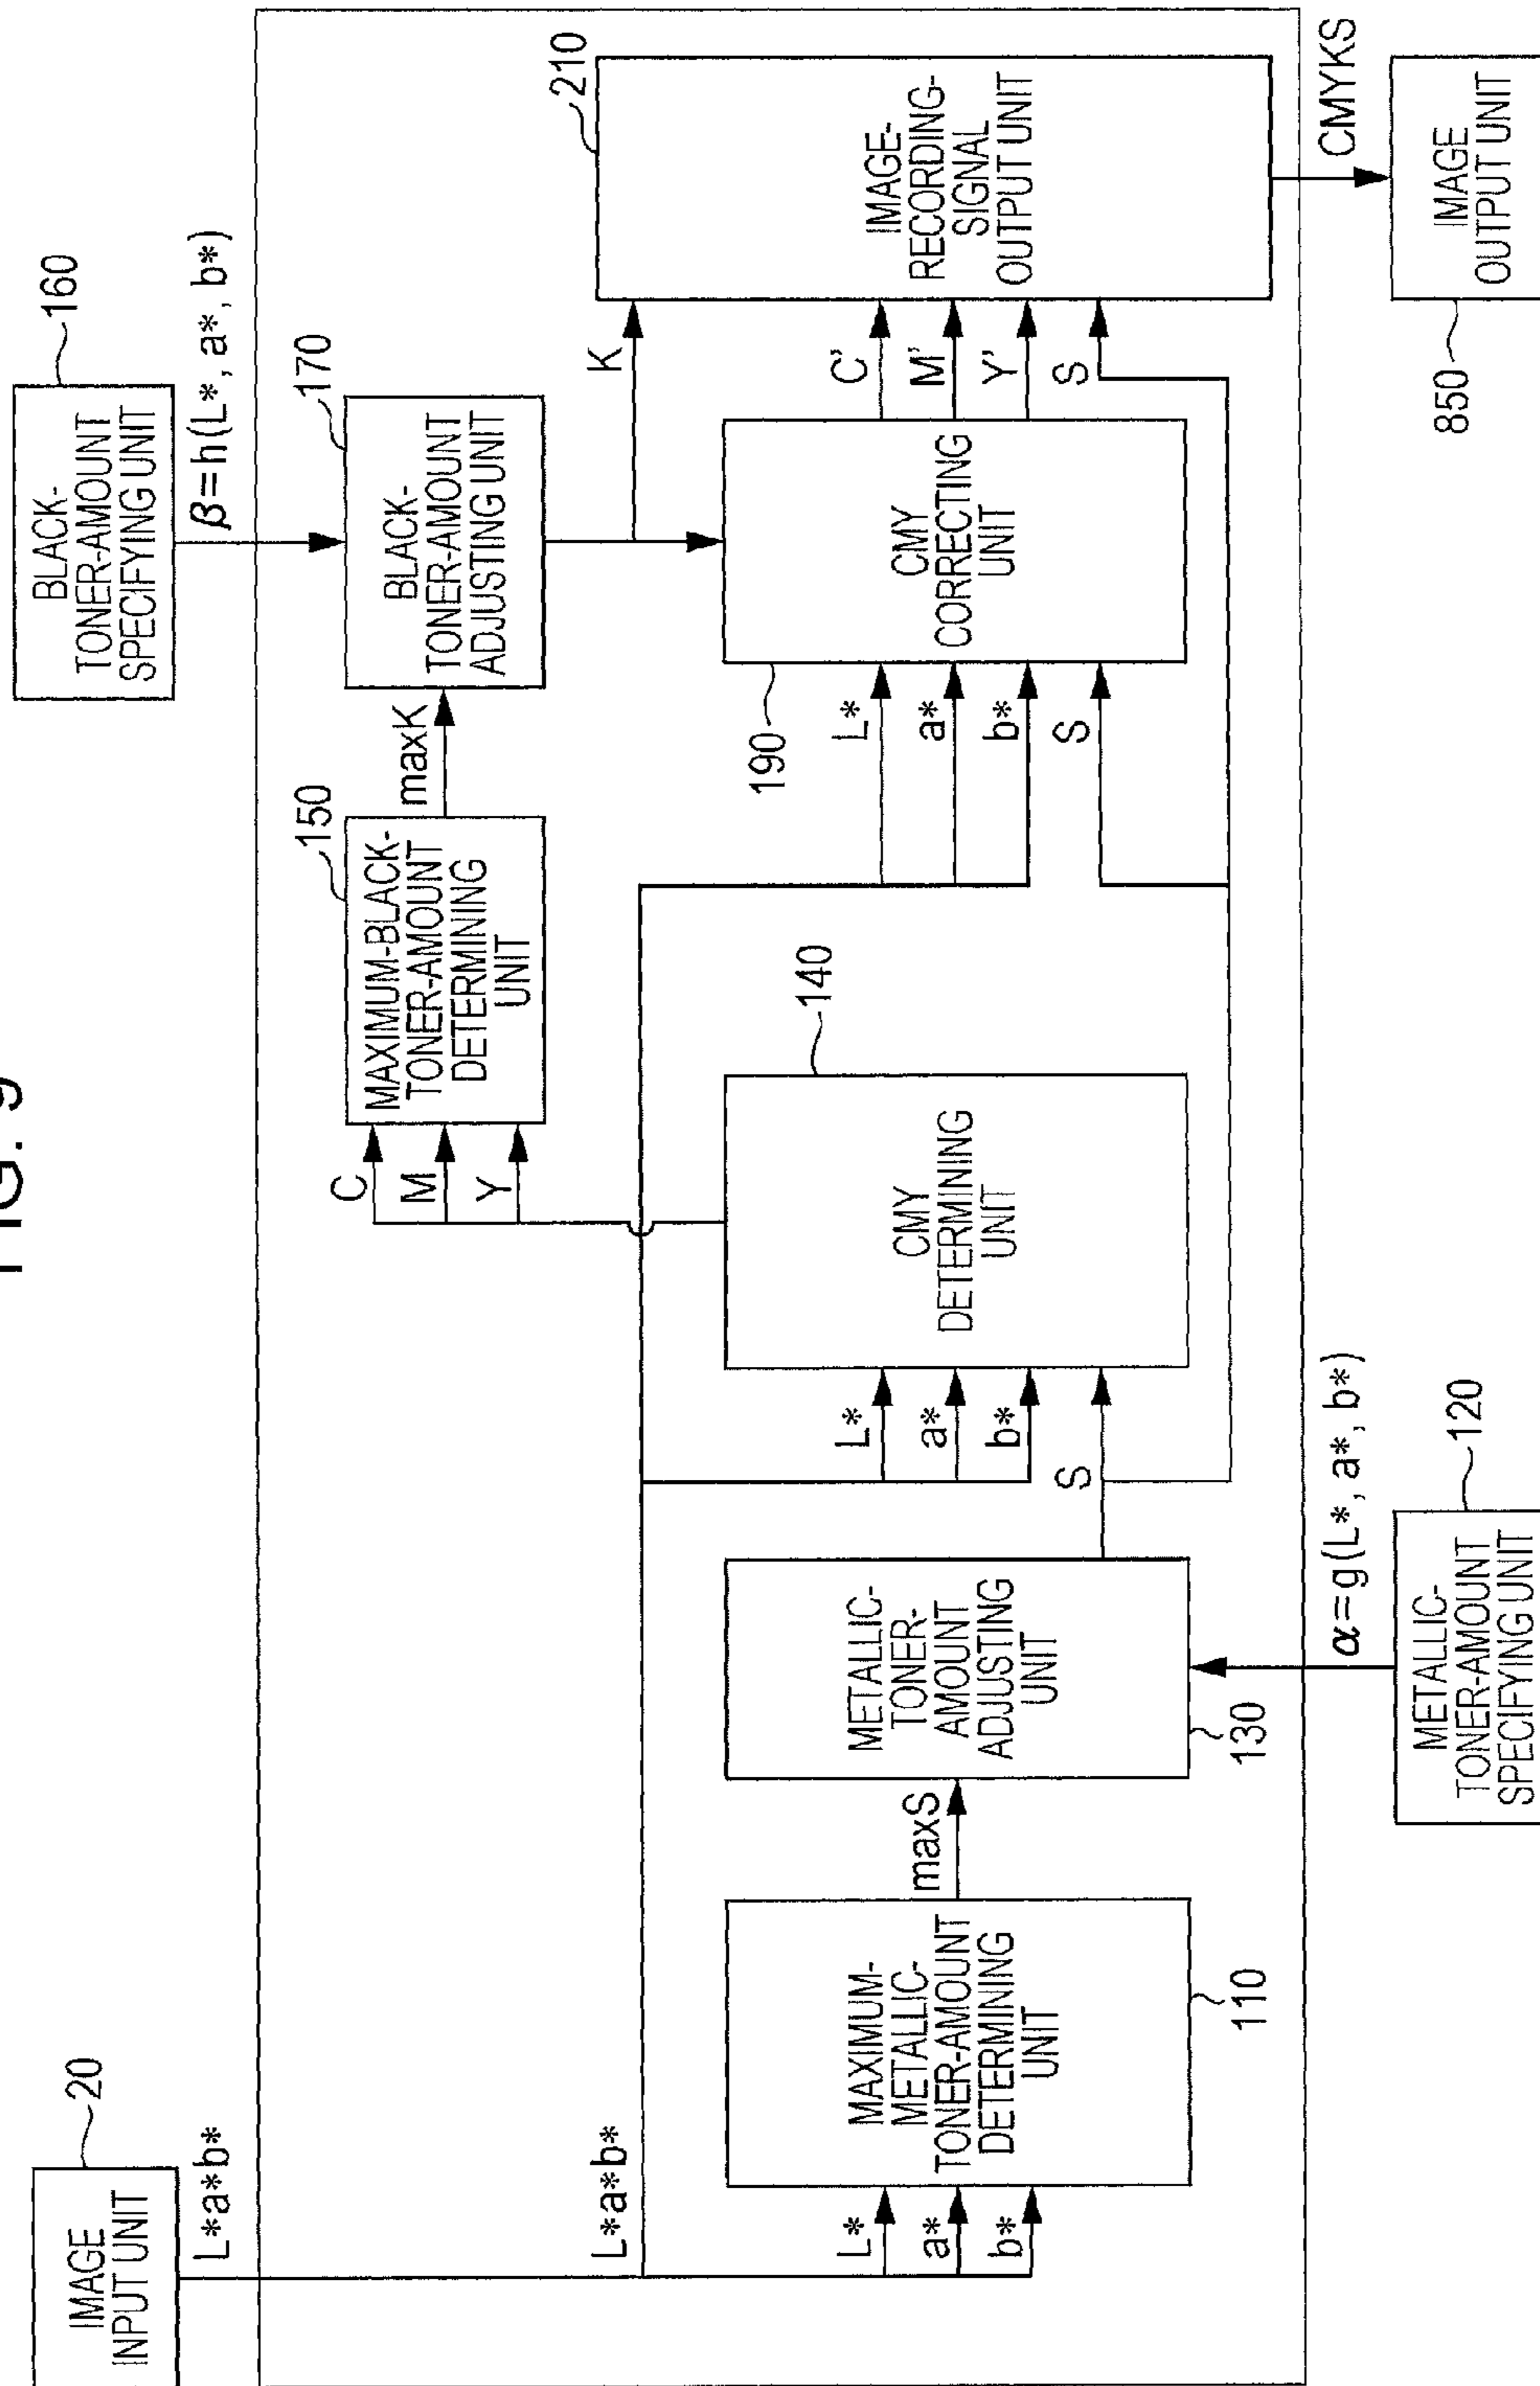 FIG. 9
IMAGE
INPUT UNIT
20
L*a*b*
BLACK-
TONER-AMOUNT
SPECIFYING UNIT
160
β=h(L*, a*, b*)
MAXIMUM-BLACK-
TONER-AMOUNT
DETERMINING
UNIT
150
C
M
Y
maxK
BLACK-
TONER-AMOUNT
ADJUSTING UNIT
170
K
L*a*b*
L*
a*
b*
MAXIMUM-
METALLIC-
TONER-AMOUNT
DETERMINING
UNIT
110
maxS
METALLIC-
TONER-
AMOUNT
ADJUSTING
UNIT
130
S
L*
a*
b*
CMY
DETERMINING
UNIT
140
L*
a*
b*
S
CMY
CORRECTING
UNIT
190
C'
M'
Y'
S
IMAGE-
RECORDING-
SIGNAL
OUTPUT UNIT
210
α=g(L*, a*, b*)
METALLIC-
TONER-AMOUNT
SPECIFYING UNIT
120
CMYKS
IMAGE
OUTPUT UNIT
850